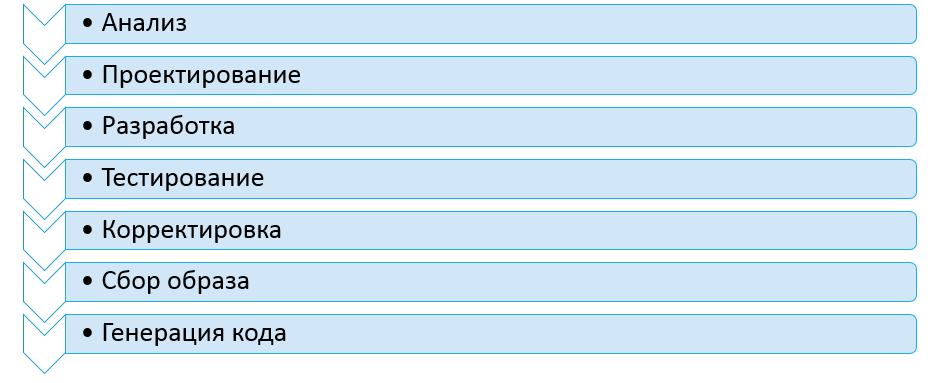 • Анализ
• Проектирование
• Разработка
• Тестирование
• Корректировка
• Сбор образа
• Генерация кода